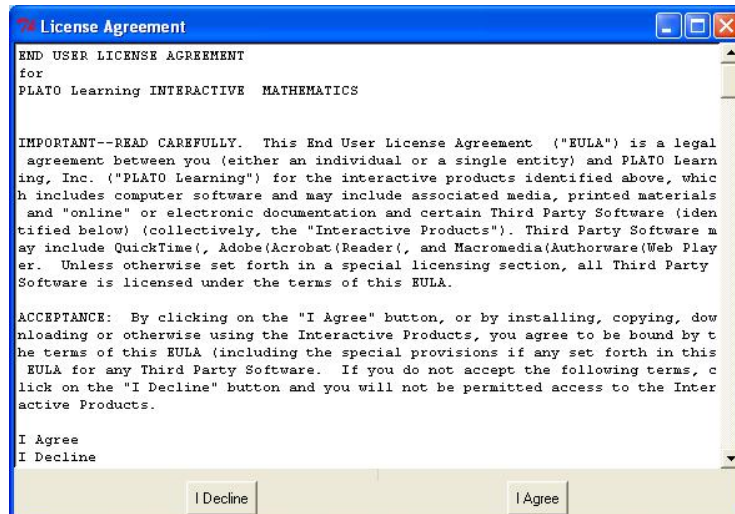 License Agreement
END USER LICENSE AGREEMENT
for
PLATO Learning INTERACTIVE  MATHEMATICS
IMPORTANT--READ CAREFULLY.  This End User License Agreement  ("EULA") is a legal
agreement between you (either an individual or a single entity) and PLATO Learn
ing, Inc. ("PLATO Learning") for the interactive products identified above, whic
h includes computer software and may include associated media, printed materials
and "online" or electronic documentation and certain Third Party Software (iden
tified below) (collectively, the "Interactive Products"). Third Party Software m
ay include QuickTime(, Adobe(Acrobat(Reader(, and Macromedia(Authorware(Web Play
er.  Unless otherwise set forth in a special licensing section, all Third Party
Software is licensed under the terms of this EULA.
ACCEPTANCE:  By clicking on the "I Agree" button, or by installing, copying, dow
nloading or otherwise using the Interactive Products, you agree to be bound by t
he terms of this EULA (including the special provisions if any set forth in this
EULA for any Third Party Software.  If you do not accept the following terms, c
lick on the "I Decline" button and you will not be permitted access to the Inter
active Products.
I Agree
I Decline
I Decline
I Agree